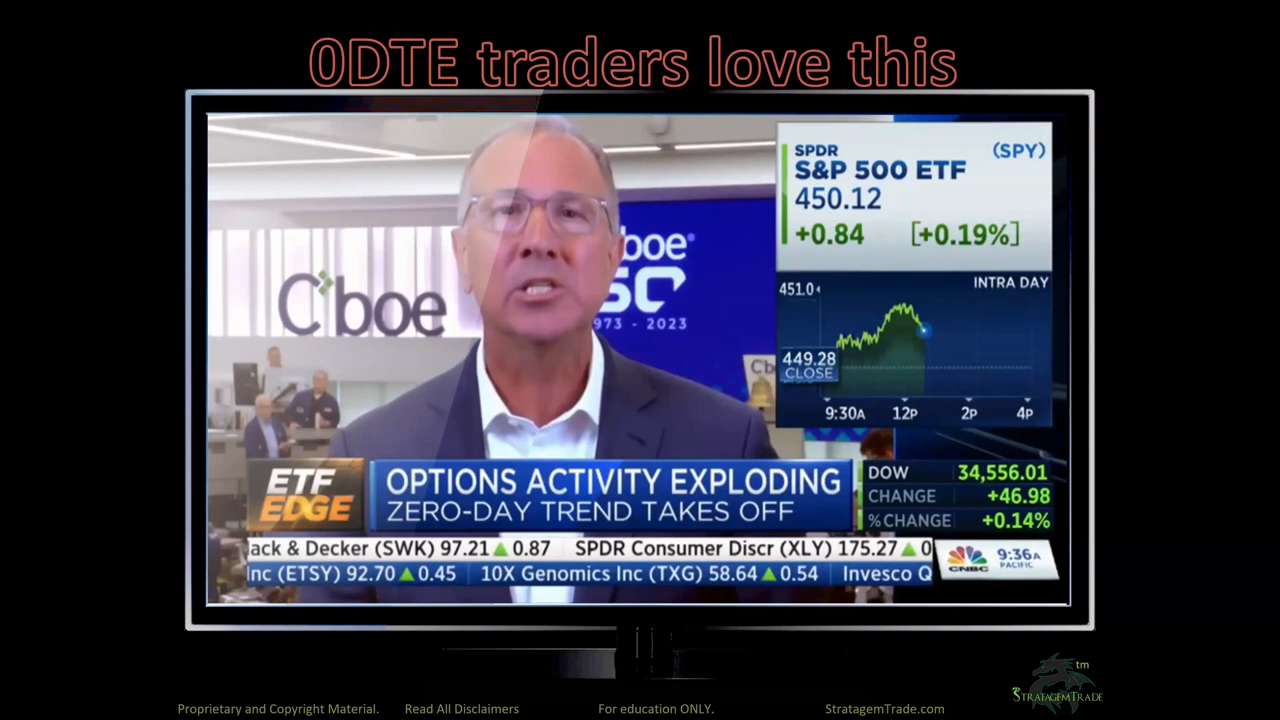 0DTE traders love this
SPDR
(SPY)
S&P 500 ETF
450.12
+0.84 [+0.19%]
INTRA DAY
451.0
449.28
CLOSE
9:30A 12P 2P 4P
Cboe
boe®
50
973 - 2023
Cb
ETF
EDGE
OPTIONS ACTIVITY EXPLODING
ZERO-DAY TREND TAKES OFF
DOW 34,556.01
CHANGE +46.98
%CHANGE +0.14%
ack & Decker (SWK) 97.21 ▲ 0.87 SPDR Consumer Discr (XLY) 175.27 ▲ 0
Inc (ETSY) 92.70 ▲ 0.45 10X Genomics Inc (TXG) 58.64 ▲ 0.54 Invesco Q
CNBC
9:36A
PACIFIC
tm
STRATAGEMTRADE
Proprietary and Copyright Material. Read All Disclaimers For education ONLY. StratagemTrade.com